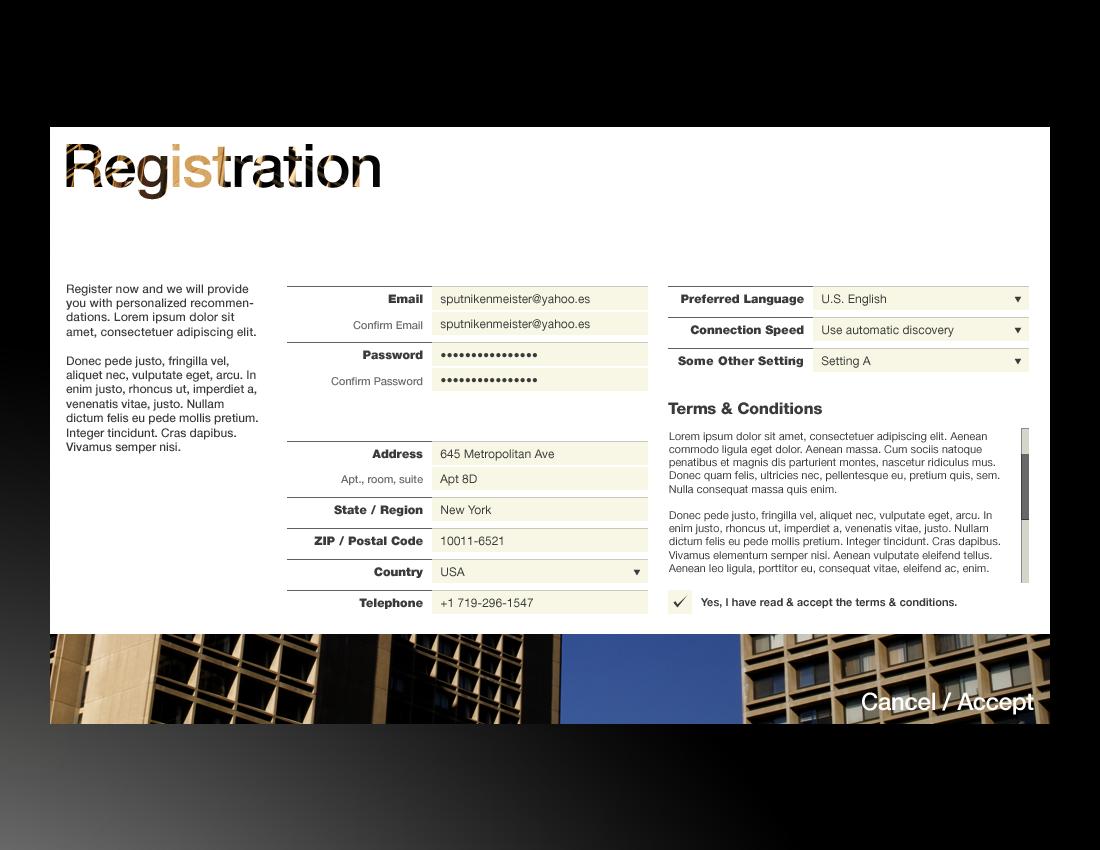 Registration
Register now and we will provide
you with personalized recommen-
dations. Lorem ipsum dolor sit
amet, consectetuer adipiscing elit.
Donec pede justo, fringilla vel,
aliquet nec, vulputate eget, arcu. In
enim justo, rhoncus ut, imperdiet a,
venenatis vitae, justo. Nullam
dictum felis eu pede mollis pretium.
Integer tincidunt. Cras dapibus.
Vivamus semper nisi.
Email sputnikenmeister@yahoo.es
Confirm Email sputnikenmeister@yahoo.es
Password ••••••••••••••••
Confirm Password ••••••••••••••••
Address 645 Metropolitan Ave
Apt., room, suite Apt 8D
State / Region New York
ZIP / Postal Code 10011-6521
Country USA
Telephone +1 719-296-1547
Preferred Language U.S. English
Connection Speed Use automatic discovery
Some Other Setting Setting A
Terms & Conditions
Lorem ipsum dolor sit amet, consectetuer adipiscing elit. Aenean
commodo ligula eget dolor. Aenean massa. Cum sociis natoque
penatibus et magnis dis parturient montes, nascetur ridiculus mus.
Donec quam felis, ultricies nec, pellentesque eu, pretium quis, sem.
Nulla consequat massa quis enim.
Donec pede justo, fringilla vel, aliquet nec, vulputate eget, arcu. In
enim justo, rhoncus ut, imperdiet a, venenatis vitae, justo. Nullam
dictum felis eu pede mollis pretium. Integer tincidunt. Cras dapibus.
Vivamus elementum semper nisi. Aenean vulputate eleifend tellus.
Aenean leo ligula, porttitor eu, consequat vitae, eleifend ac, enim.
Yes, I have read & accept the terms & conditions.
Cancel / Accept